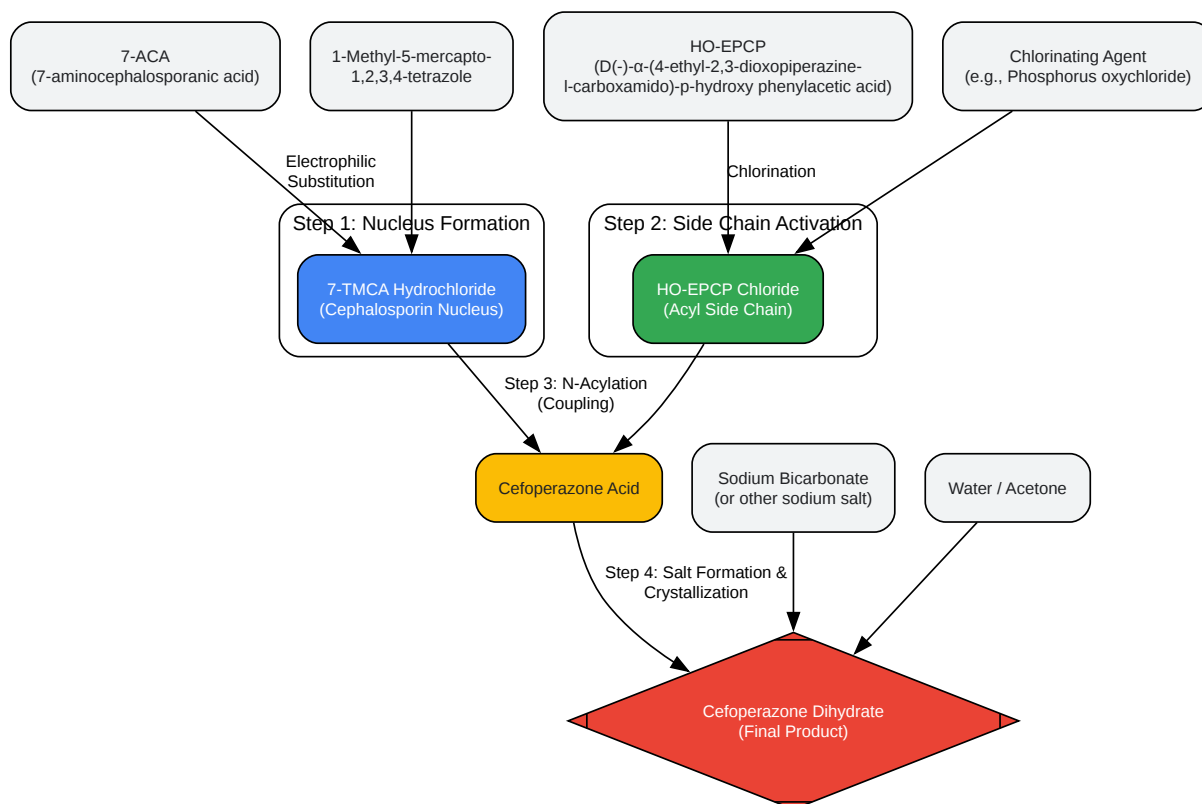 7-ACA
(7-aminocephalosporanic acid)
1-Methyl-5-mercapto-
1,2,3,4-tetrazole
HO-EPCP
(D(-)-α-(4-ethyl-2,3-dioxopiperazine-
l-carboxamido)-p-hydroxy phenylacetic acid)
Chlorinating Agent
(e.g., Phosphorus oxychloride)
Electrophilic
Substitution
Chlorination
Step 1: Nucleus Formation
Step 2: Side Chain Activation
7-TMCA Hydrochloride
(Cephalosporin Nucleus)
HO-EPCP Chloride
(Acyl Side Chain)
Step 3: N-Acylation
(Coupling)
Cefoperazone Acid
Sodium Bicarbonate
(or other sodium salt)
Water / Acetone
Step 4: Salt Formation &
Crystallization
Cefoperazone Dihydrate
(Final Product)